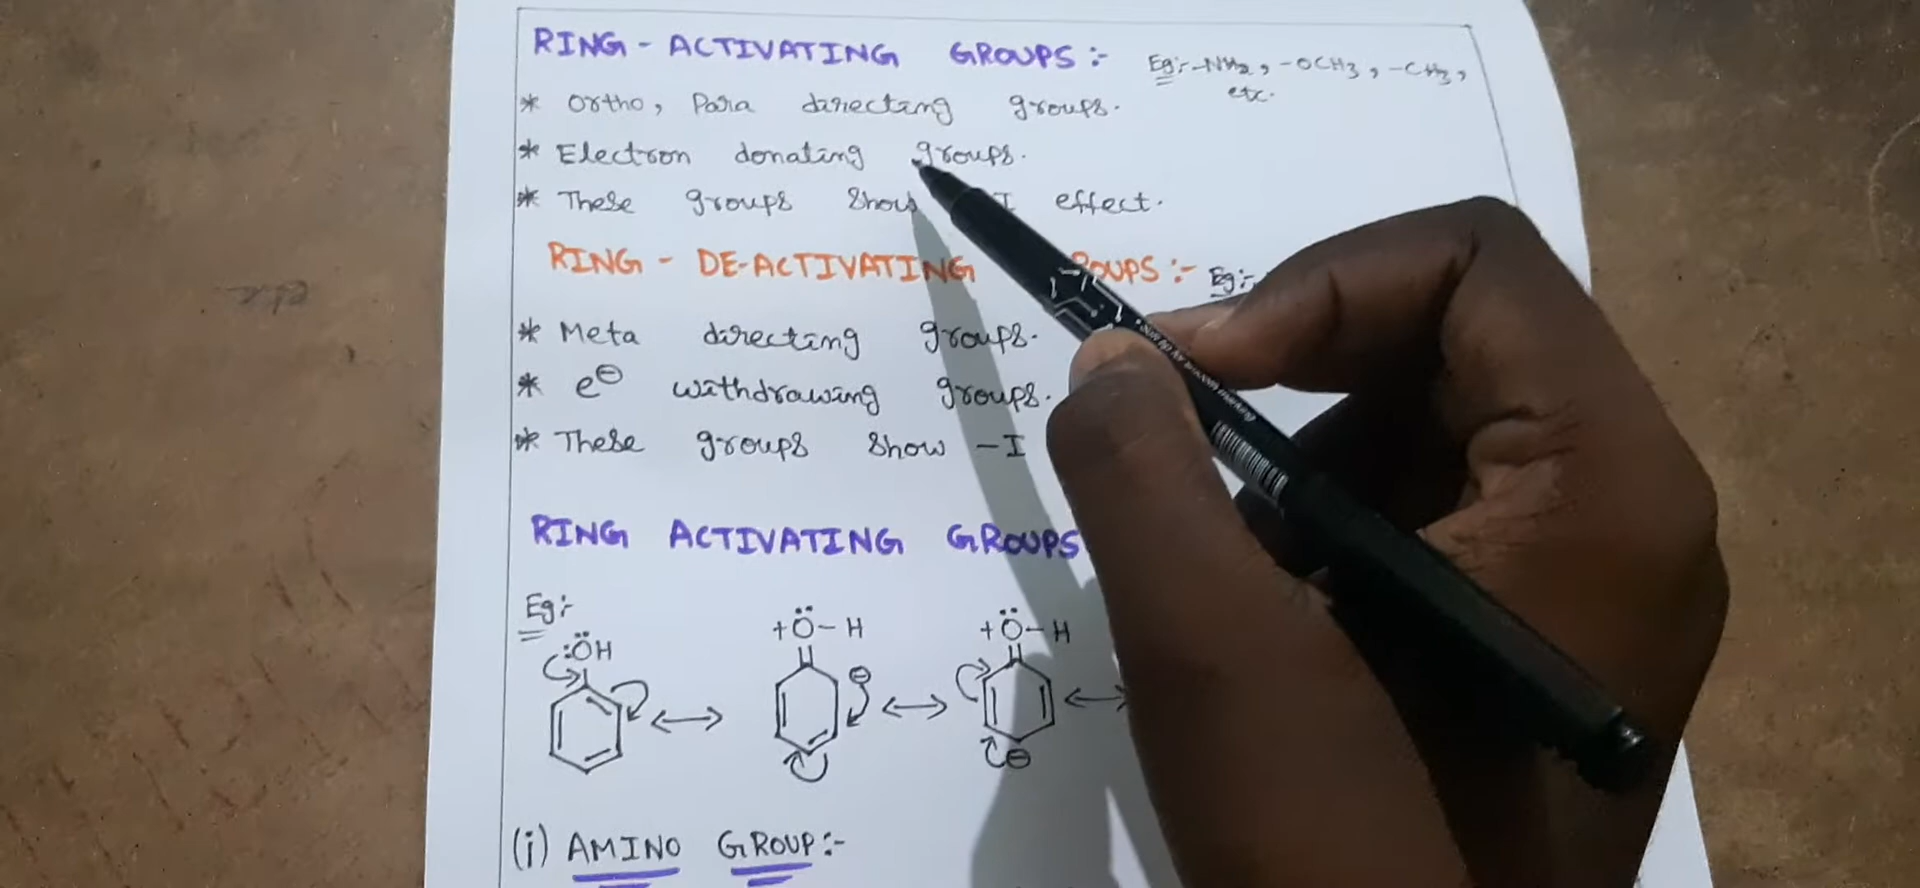 RING - ACTIVATING GROUPS :-
Eg:- -NH2, -OCH3, -CH3,
etc.
* Ortho, Para directing groups.
* Electron donating groups.
* These groups show I effect.
RING - DE-ACTIVATING ROUPS :- Eg:-
* Meta directing groups.
* e⊖ withdrawing groups.
* These groups show -I
RING ACTIVATING GROUPS
Eg:-
:ÖH
+Ö-H
+Ö-H
⊖
⊖
(i) AMINO GROUP:-